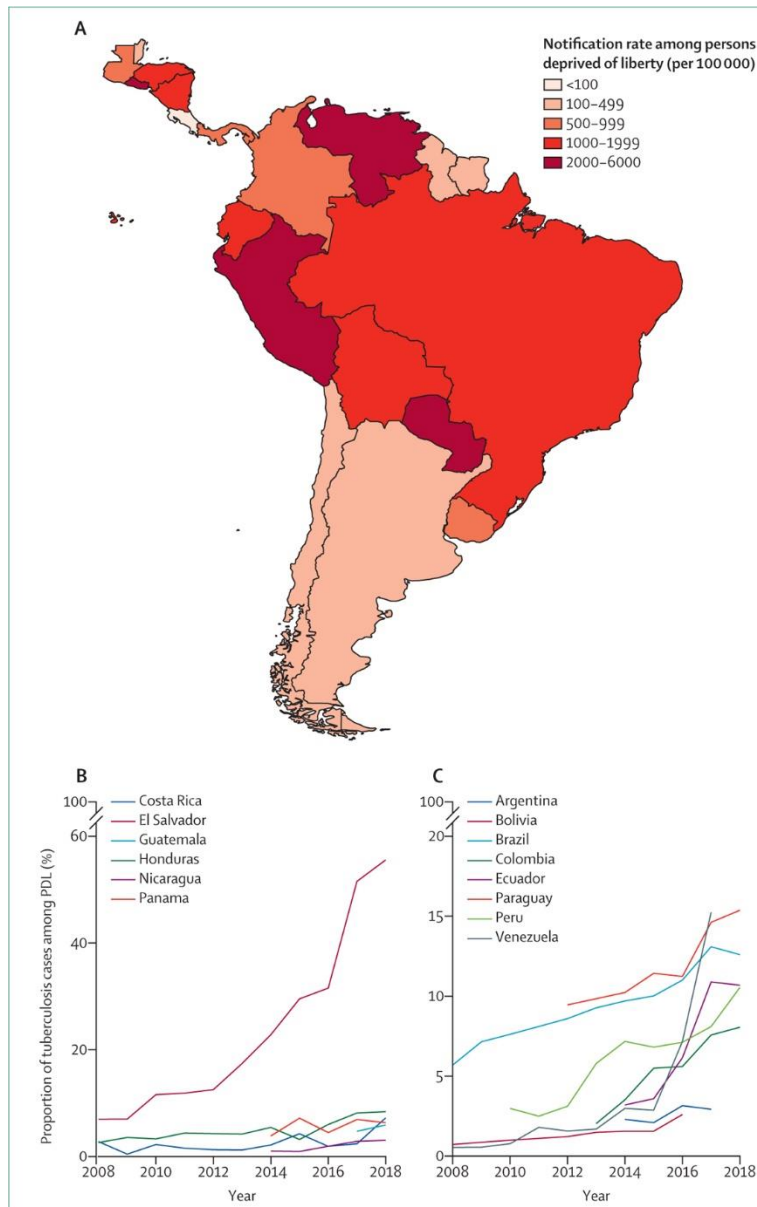 A
Notification rate among persons
deprived of liberty (per 100 000)
<100
100–499
500–999
1000–1999
2000–6000
B
Proportion of tuberculosis cases among PDL (%)
100
60
40
20
0
Costa Rica
El Salvador
Guatemala
Honduras
Nicaragua
Panama
2008 2010 2012 2014 2016 2018
Year
C
100
20
15
10
5
0
Argentina
Bolivia
Brazil
Colombia
Ecuador
Paraguay
Peru
Venezuela
2008 2010 2012 2014 2016 2018
Year